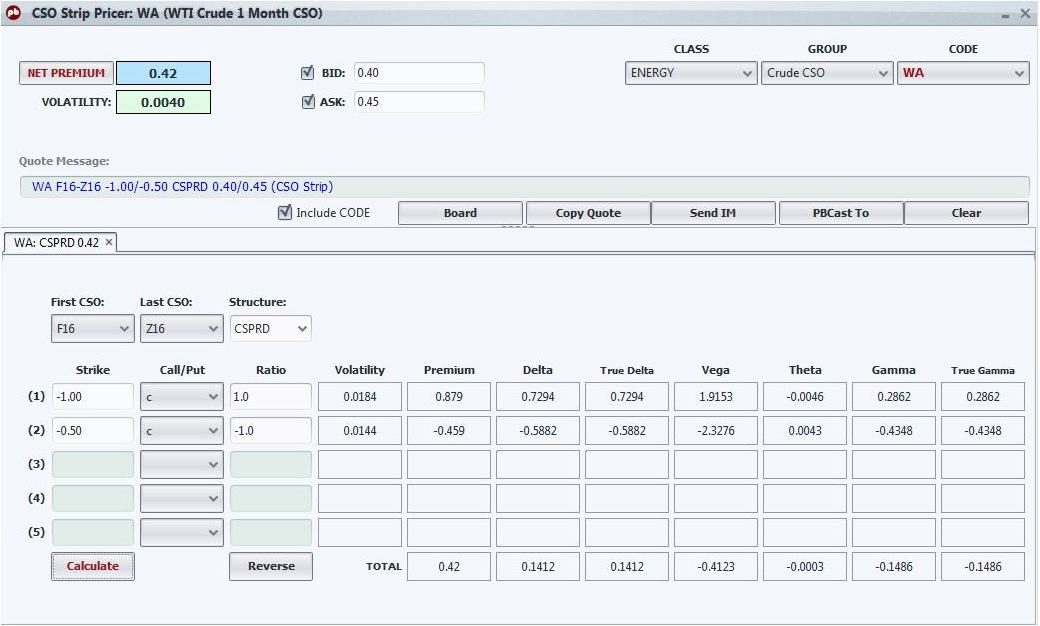 pb CSO Strip Pricer: WA (WTI Crude 1 Month CSO)
CLASS GROUP CODE
NET PREMIUM 0.42 BID: 0.40 ENERGY Crude CSO WA
VOLATILITY: 0.0040 ASK: 0.45
Quote Message:
WA F16-Z16 -1.00/-0.50 CSPRD 0.40/0.45 (CSO Strip)
Include CODE Board Copy Quote Send IM PBCast To Clear
WA: CSPRD 0.42 ×
First CSO: Last CSO: Structure:
F16 Z16 CSPRD
Strike Call/Put Ratio Volatility Premium Delta True Delta Vega Theta Gamma True Gamma
(1) -1.00 c 1.0 0.0184 0.879 0.7294 0.7294 1.9153 -0.0046 0.2862 0.2862
(2) -0.50 c -1.0 0.0144 -0.459 -0.5882 -0.5882 -2.3276 0.0043 -0.4348 -0.4348
(3)
(4)
(5)
Calculate Reverse TOTAL 0.42 0.1412 0.1412 -0.4123 -0.0003 -0.1486 -0.1486